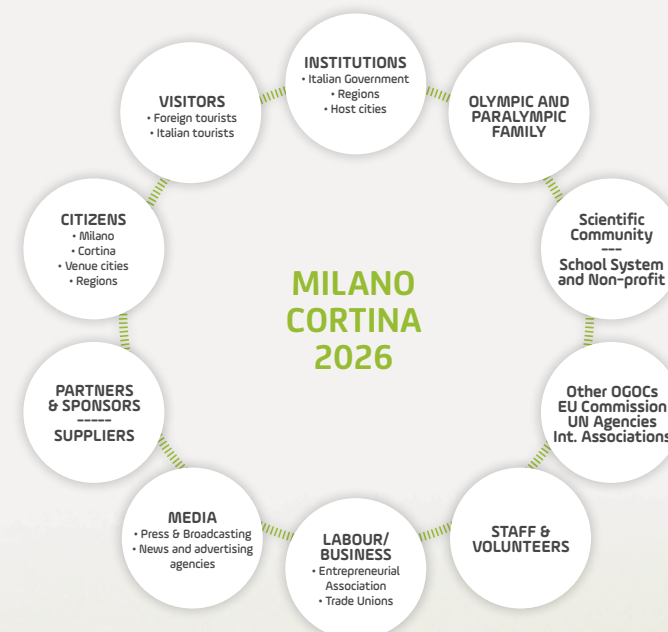 INSTITUTIONS
• Italian Government
• Regions
• Host cities
OLYMPIC AND
PARALYMPIC
FAMILY
Scientific
Community
---
School System
and Non-profit
Other OGOCs
EU Commission
UN Agencies
Int. Associations
STAFF &
VOLUNTEERS
LABOUR/
BUSINESS
• Entrepreneurial
Association
• Trade Unions
MEDIA
• Press & Broadcasting
• News and advertising
agencies
PARTNERS
& SPONSORS
-----
SUPPLIERS
CITIZENS
• Milano
• Cortina
• Venue cities
• Regions
VISITORS
• Foreign tourists
• Italian tourists
MILANO
CORTINA
2026